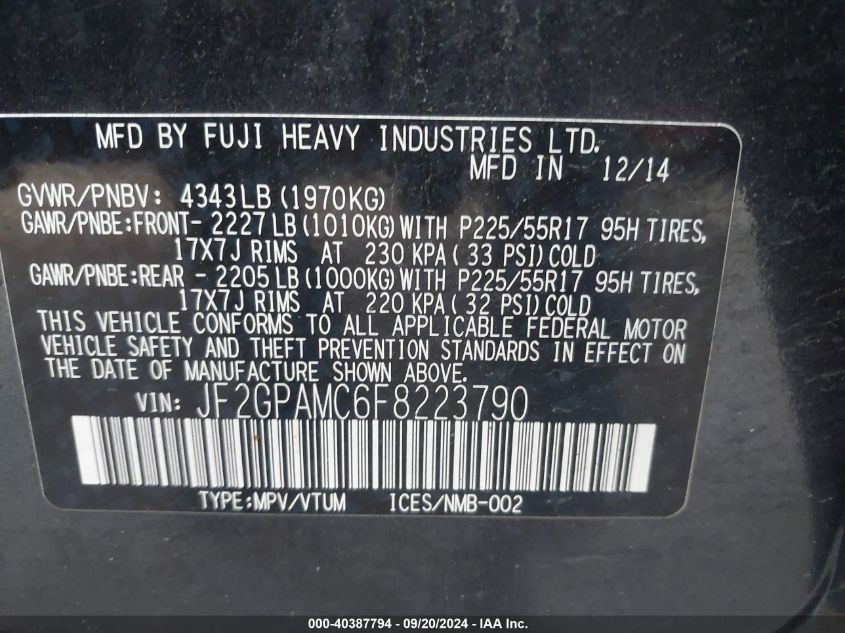 MFD BY FUJI HEAVY INDUSTRIES LTD.
MFD IN 12/14
GVWR/PNBV: 4343LB (1970KG)
GAWR/PNBE:FRONT- 2227 LB (1010KG) WITH P225/55R17 95H TIRES,
17X7J RIMS AT 230 KPA ( 33 PSI) COLD
GAWR/PNBE:REAR - 2205 LB (1000KG) WITH P225/55R17 95H TIRES,
17X7J RIMS AT 220 KPA ( 32 PSI) COLD
THIS VEHICLE CONFORMS TO ALL APPLICABLE FEDERAL MOTOR
VEHICLE SAFETY AND THEFT PREVENTION STANDARDS IN EFFECT ON
THE DATE OF MANUFACTURE SHOWN ABOVE.
VIN: JF2GPAMC6F8223790
TYPE:MPV/VTUM ICES/NMB-002
000-40387794 - 09/20/2024 - IAA Inc.